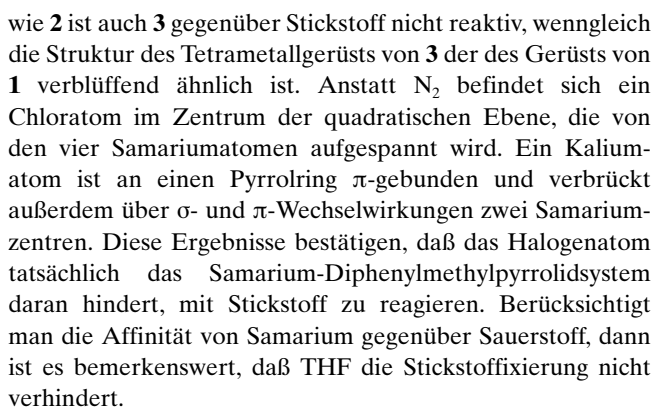 wie 2 ist auch 3 gegenüber Stickstoff nicht reaktiv, wenngleich
die Struktur des Tetrametallgerüsts von 3 der des Gerüsts von
1 verblüffend ähnlich ist. Anstatt N₂ befindet sich ein
Chloratom im Zentrum der quadratischen Ebene, die von
den vier Samariumatomen aufgespannt wird. Ein Kalium-
atom ist an einen Pyrrolring π-gebunden und verbrückt
außerdem über σ- und π-Wechselwirkungen zwei Samarium-
zentren. Diese Ergebnisse bestätigen, daß das Halogenatom
tatsächlich das Samarium-Diphenylmethylpyrrolidsystem
daran hindert, mit Stickstoff zu reagieren. Berücksichtigt
man die Affinität von Samarium gegenüber Sauerstoff, dann
ist es bemerkenswert, daß THF die Stickstoffixierung nicht
verhindert.